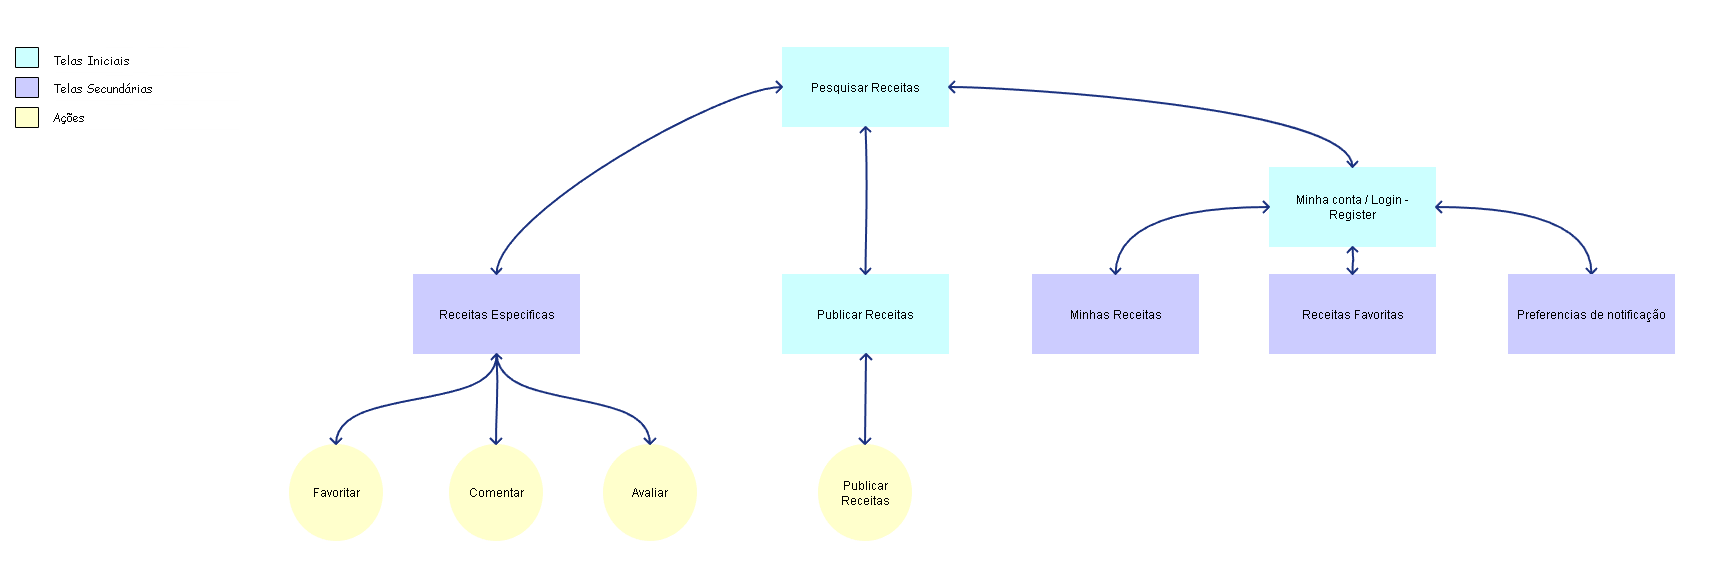 Telas Iniciais
Telas Secundárias
Ações
Pesquisar Receitas
Minha conta / Login -
Register
Receitas Especificas
Publicar Receitas
Minhas Receitas
Receitas Favoritas
Preferencias de notificação
Favoritar
Comentar
Avaliar
Publicar
Receitas